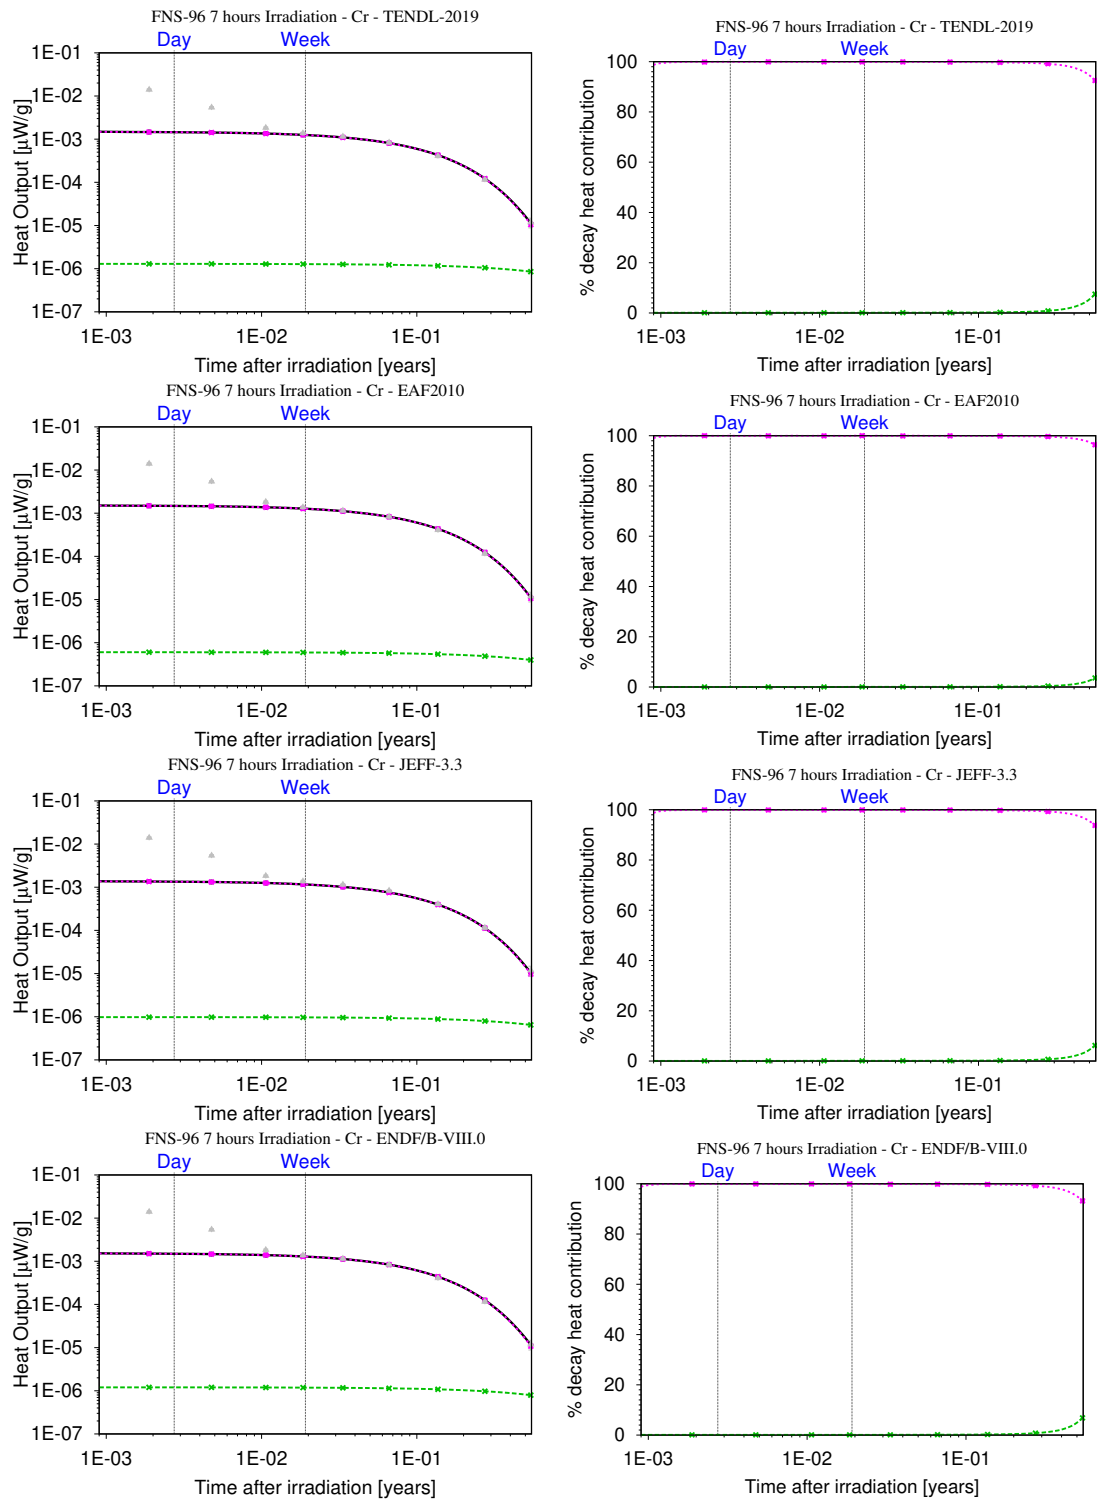 FNS-96 7 hours Irradiation - Cr - TENDL-2019
Day Week
Heat Output [μW/g]
1E-01
1E-02
1E-03
1E-04
1E-05
1E-06
1E-07
1E-03 1E-02 1E-01
Time after irradiation [years]
FNS-96 7 hours Irradiation - Cr - TENDL-2019
Day Week
% decay heat contribution
100
80
60
40
20
0
1E-03 1E-02 1E-01
Time after irradiation [years]
FNS-96 7 hours Irradiation - Cr - EAF2010
Day Week
Heat Output [μW/g]
1E-01
1E-02
1E-03
1E-04
1E-05
1E-06
1E-07
1E-03 1E-02 1E-01
Time after irradiation [years]
FNS-96 7 hours Irradiation - Cr - EAF2010
Day Week
% decay heat contribution
100
80
60
40
20
0
1E-03 1E-02 1E-01
Time after irradiation [years]
FNS-96 7 hours Irradiation - Cr - JEFF-3.3
Day Week
Heat Output [μW/g]
1E-01
1E-02
1E-03
1E-04
1E-05
1E-06
1E-07
1E-03 1E-02 1E-01
Time after irradiation [years]
FNS-96 7 hours Irradiation - Cr - JEFF-3.3
Day Week
% decay heat contribution
100
80
60
40
20
0
1E-03 1E-02 1E-01
Time after irradiation [years]
FNS-96 7 hours Irradiation - Cr - ENDF/B-VIII.0
Day Week
Heat Output [μW/g]
1E-01
1E-02
1E-03
1E-04
1E-05
1E-06
1E-07
1E-03 1E-02 1E-01
Time after irradiation [years]
FNS-96 7 hours Irradiation - Cr - ENDF/B-VIII.0
Day Week
% decay heat contribution
100
80
60
40
20
0
1E-03 1E-02 1E-01
Time after irradiation [years]